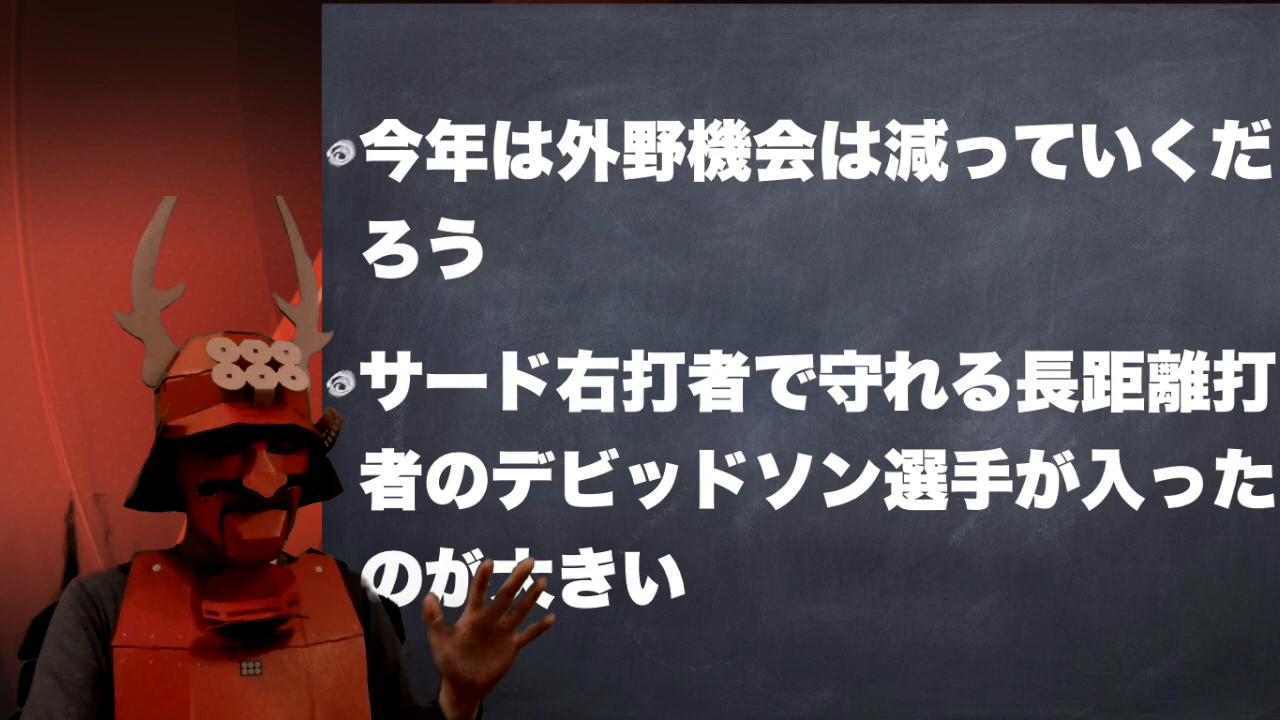 今年は外野機会は減っていくだ
ろう
サード右打者で守れる長距離打
者のデビッドソン選手が入った
のが大きい